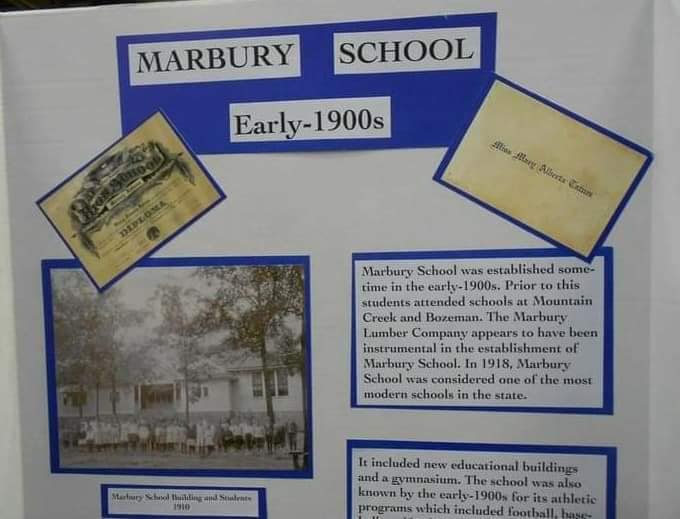 MARBURY SCHOOL
Early-1900s
HIGH SCHOOL
DIPLOMA
Miss Mary Alberta Tatum
Marbury School was established some-
time in the early-1900s. Prior to this
students attended schools at Mountain
Creek and Bozeman. The Marbury
Lumber Company appears to have been
instrumental in the establishment of
Marbury School. In 1918, Marbury
School was considered one of the most
modern schools in the state.
Marbury School Building and Students
1910
It included new educational buildings
and a gymnasium. The school was also
known by the early-1900s for its athletic
programs which included football, base-